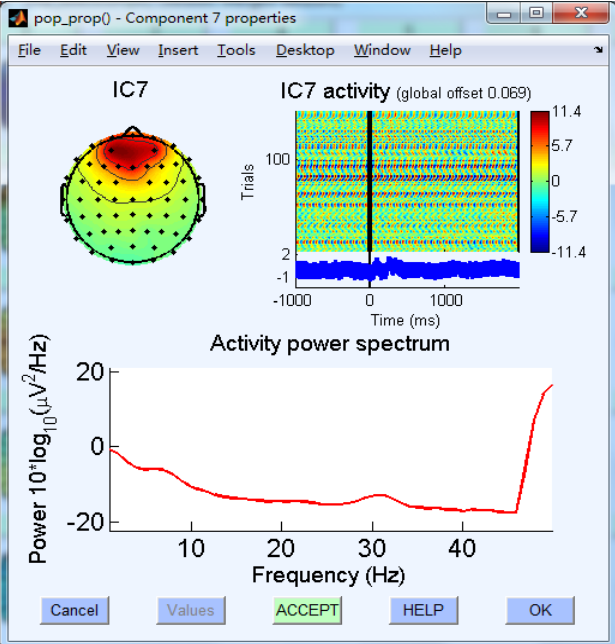 pop_prop() - Component 7 properties
File Edit View Insert Tools Desktop Window Help
IC7
IC7 activity (global offset 0.069)
Trials
100
2
-1
-1000 0 1000
Time (ms)
11.4
5.7
0
-5.7
-11.4
Activity power spectrum
Power 10*log10(μV2/Hz)
20
0
-20
10 20 30 40
Frequency (Hz)
Cancel Values ACCEPT HELP OK